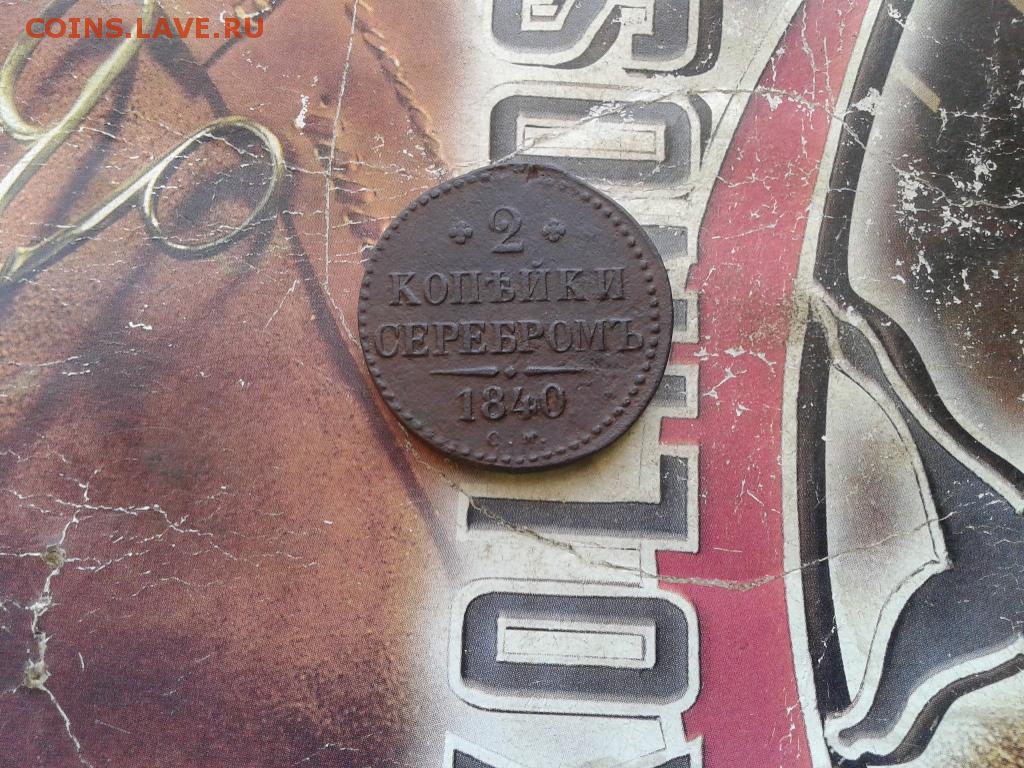 COINS.LAVE.RU
2
КОПѢЙКИ
СЕРЕБРОМЪ
1840
С.М.